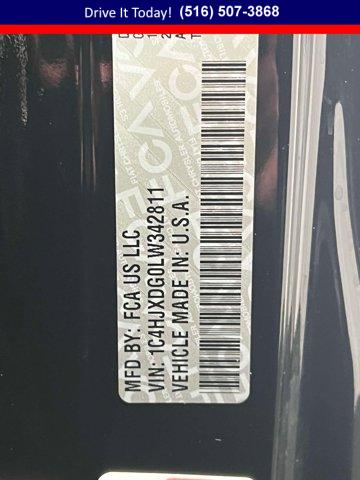 Drive It Today! (516) 507-3868
MFD BY: FCA US LLC
VIN: 1C4HJXDG0LW342811
VEHICLE MADE IN: U.S.A.